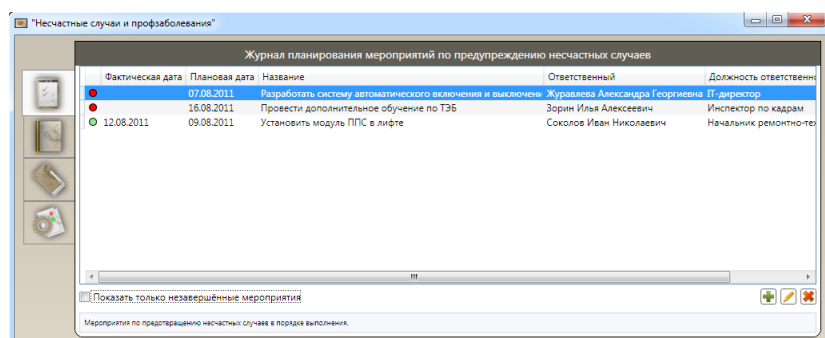 "Несчастные случаи и профзаболевания"
Журнал планирования мероприятий по предупреждению несчастных случаев
Фактическая дата Плановая дата Название Ответственный Должность ответственн
07.08.2011 Разработать систему автоматического включения и выключени Журавлева Александра Георгиевна IT-директор
16.08.2011 Провести дополнительное обучение по ТЭБ Зорин Илья Алексеевич Инспектор по кадрам
12.08.2011 09.08.2011 Установить модуль ППС в лифте Соколов Иван Николаевич Начальник ремонтно-те
Показать только незавершённые мероприятия
Мероприятия по предотвращению несчастных случаев в порядке выполнения.